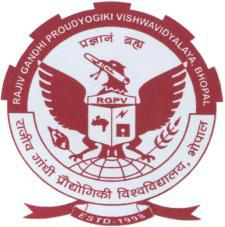 RAJIV GANDHI PROUDYOGIKI VISHWAVIDYALAYA, BHOPAL
प्रज्ञानं ब्रह्म
RGPV
राजीव गांधी प्रौद्योगिकी विश्वविद्यालय, भोपाल
ESTD-1998